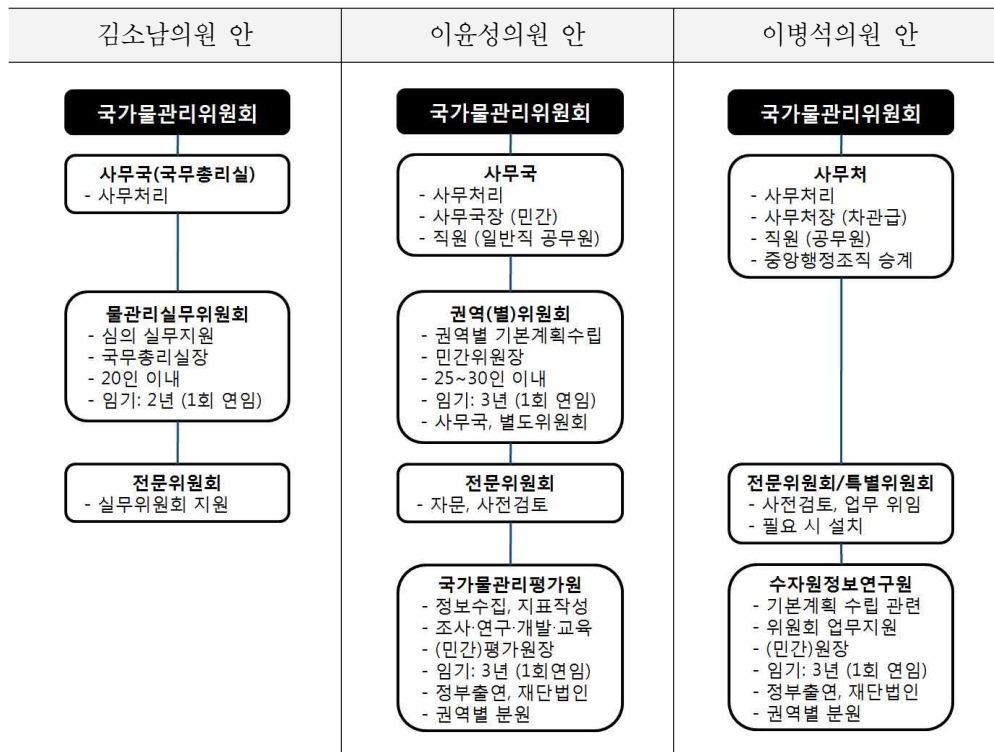 김소남의원 안
이윤성의원 안
이병석의원 안
국가물관리위원회
사무국(국무총리실)
- 사무처리
물관리실무위원회
- 심의 실무지원
- 국무총리실장
- 20인 이내
- 임기: 2년 (1회 연임)
전문위원회
- 실무위원회 지원
국가물관리위원회
사무국
- 사무처리
- 사무국장 (민간)
- 직원 (일반직 공무원)
권역(별)위원회
- 권역별 기본계획수립
- 민간위원장
- 25~30인 이내
- 임기: 3년 (1회 연임)
- 사무국, 별도위원회
전문위원회
- 자문, 사전검토
국가물관리평가원
- 정보수집, 지표작성
- 조사·연구·개발·교육
- (민간)평가원장
- 임기: 3년 (1회연임)
- 정부출연, 재단법인
- 권역별 분원
국가물관리위원회
사무처
- 사무처리
- 사무처장 (차관급)
- 직원 (공무원)
- 중앙행정조직 승계
전문위원회/특별위원회
- 사전검토, 업무 위임
- 필요 시 설치
수자원정보연구원
- 기본계획 수립 관련
- 위원회 업무지원
- (민간)원장
- 임기: 3년 (1회연임)
- 정부출연, 재단법인
- 권역별 분원